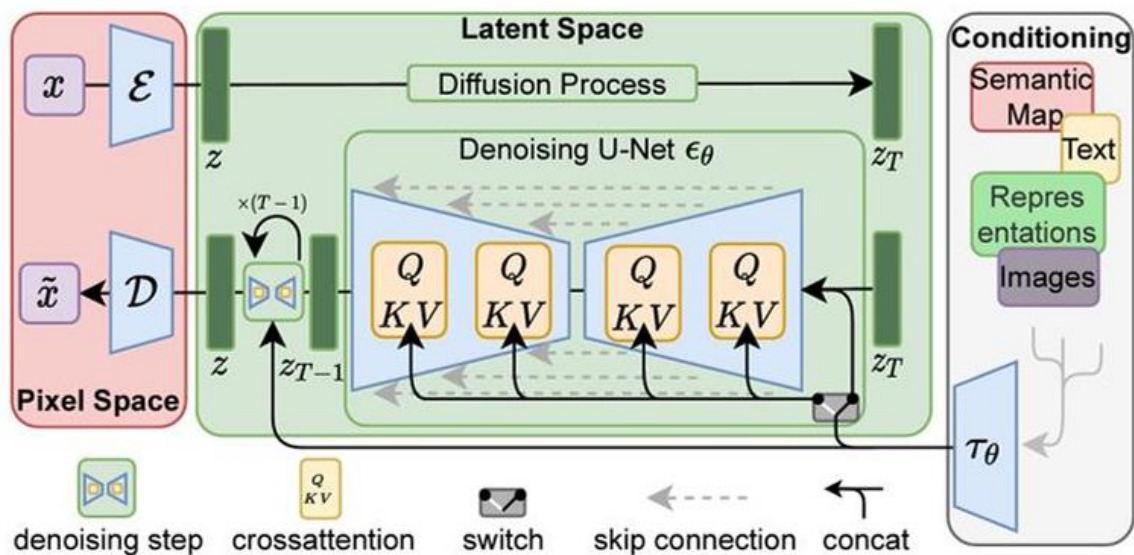 Latent Space
Conditioning
x
ℰ
Diffusion Process
z
z_T
Semantic
Map
Text
Repres
entations
Images
Denoising U-Net ϵ_θ
×(T−1)
x̃
𝒟
Q
KV
Q
KV
Q
KV
Q
KV
z
z_{T−1}
z_T
Pixel Space
τ_θ
Q
KV
denoising step
crossattention
switch
skip connection
concat